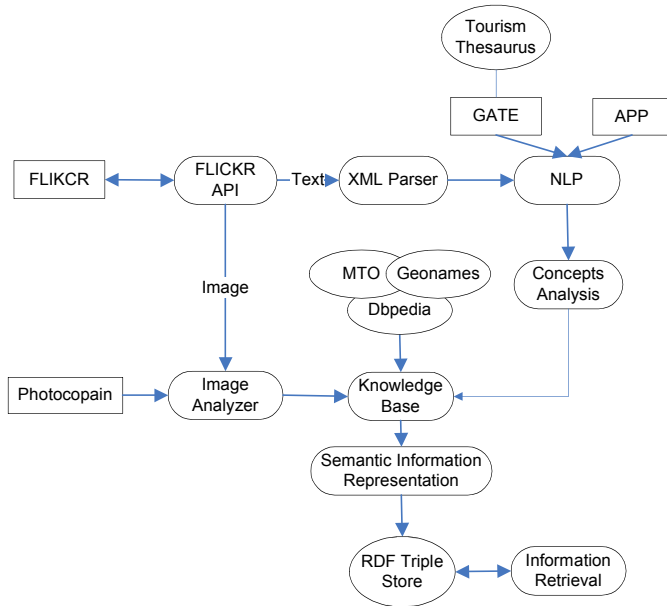 Tourism
Thesaurus
GATE
APP
FLIKCR
FLICKR
API
Text
XML Parser
NLP
Image
MTO
Geonames
Dbpedia
Concepts
Analysis
Photocopain
Image
Analyzer
Knowledge
Base
Semantic Information
Representation
RDF Triple
Store
Information
Retrieval